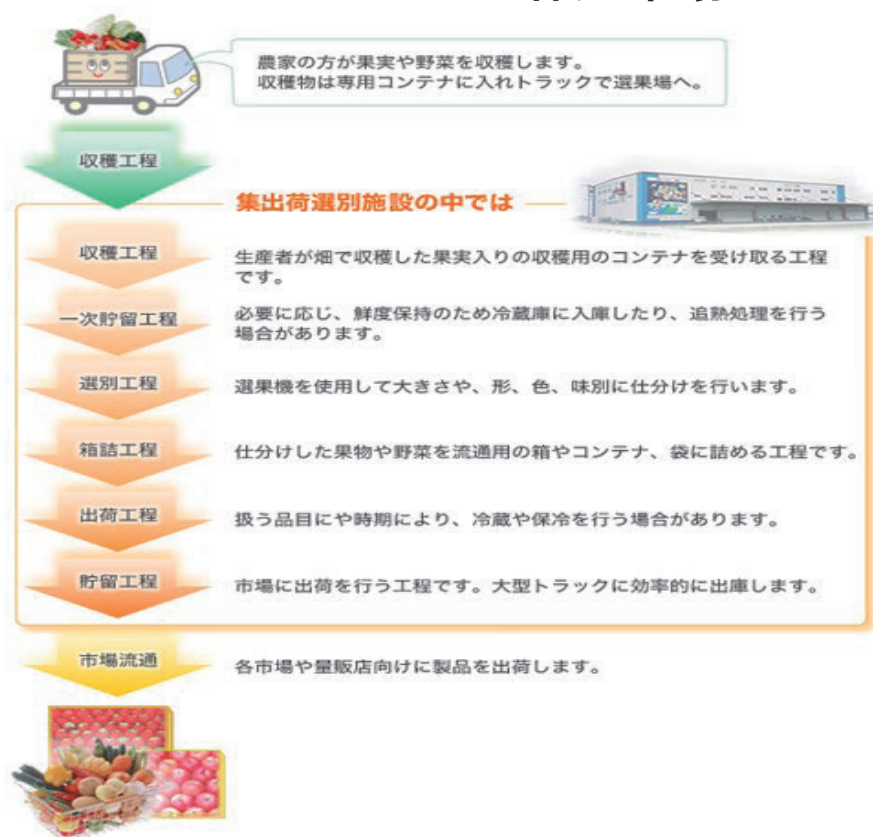 農家の方が果実や野菜を収穫します。
収穫物は専用コンテナに入れトラックで選果場へ。
収穫工程
集出荷選別施設の中では
収穫工程
生産者が畑で収穫した果実入りの収穫用のコンテナを受け取る工程
です。
一次貯留工程
必要に応じ、鮮度保持のため冷蔵庫に入庫したり、追熟処理を行う
場合があります。
選別工程
選果機を使用して大きさや、形、色、味別に仕分けを行います。
箱詰工程
仕分けした果物や野菜を流通用の箱やコンテナ、袋に詰める工程です。
出荷工程
扱う品目にや時期により、冷蔵や保冷を行う場合があります。
貯留工程
市場に出荷を行う工程です。大型トラックに効率的に出庫します。
市場流通
各市場や量販店向けに製品を出荷します。